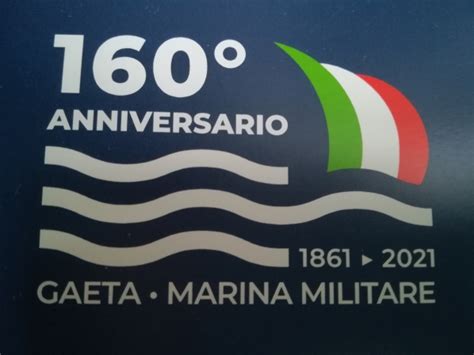 160°
ANNIVERSARIO
1861 ▸ 2021
GAETA • MARINA MILITARE